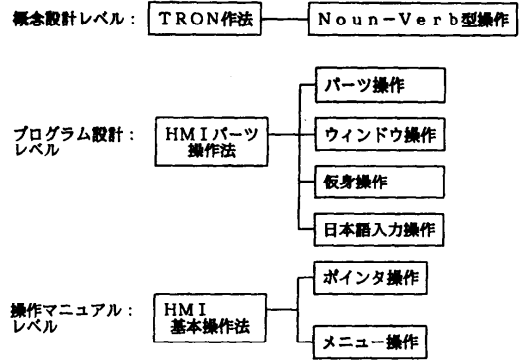 概念設計レベル：
TRON作法
Noun－Verb型操作
プログラム設計：
レベル
HMIパーツ
操作法
パーツ操作
ウィンドウ操作
仮身操作
日本語入力操作
操作マニュアル：
レベル
HMI
基本操作法
ポインタ操作
メニュー操作